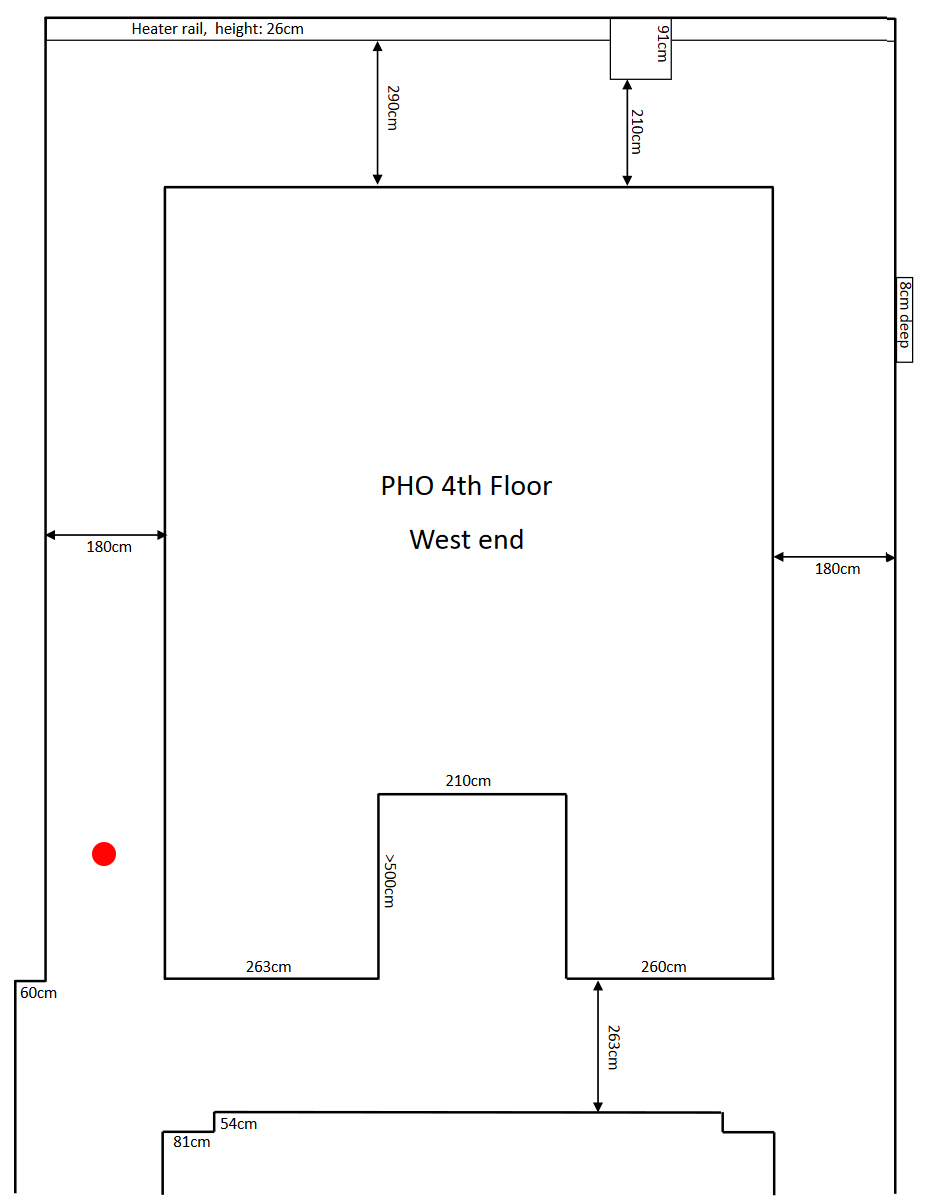 Heater rail,  height: 26cm
91cm
290cm
210cm
8cm deep
PHO 4th Floor
West end
180cm
180cm
210cm
>500cm
263cm
260cm
60cm
263cm
54cm
81cm